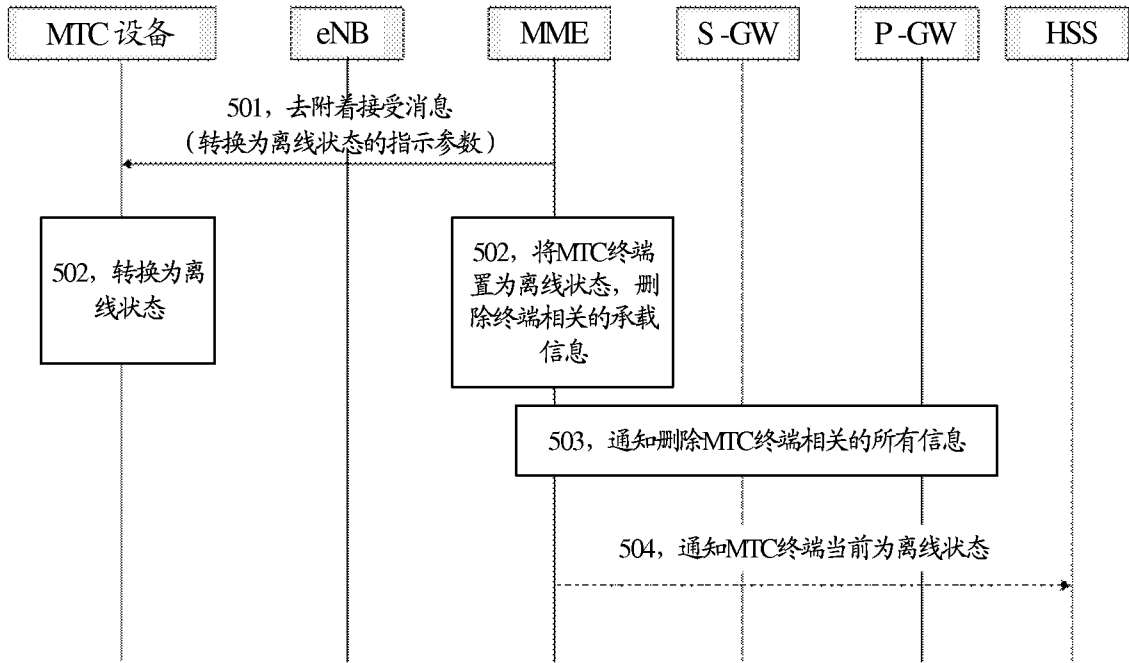 MTC 设备
eNB
MME
S-GW
P-GW
HSS
501，去附着接受消息
（转换为离线状态的指示参数）
502，转换为离
线状态
502，将MTC终端
置为离线状态，删
除终端相关的承载
信息
503，通知删除MTC终端相关的所有信息
504，通知MTC终端当前为离线状态